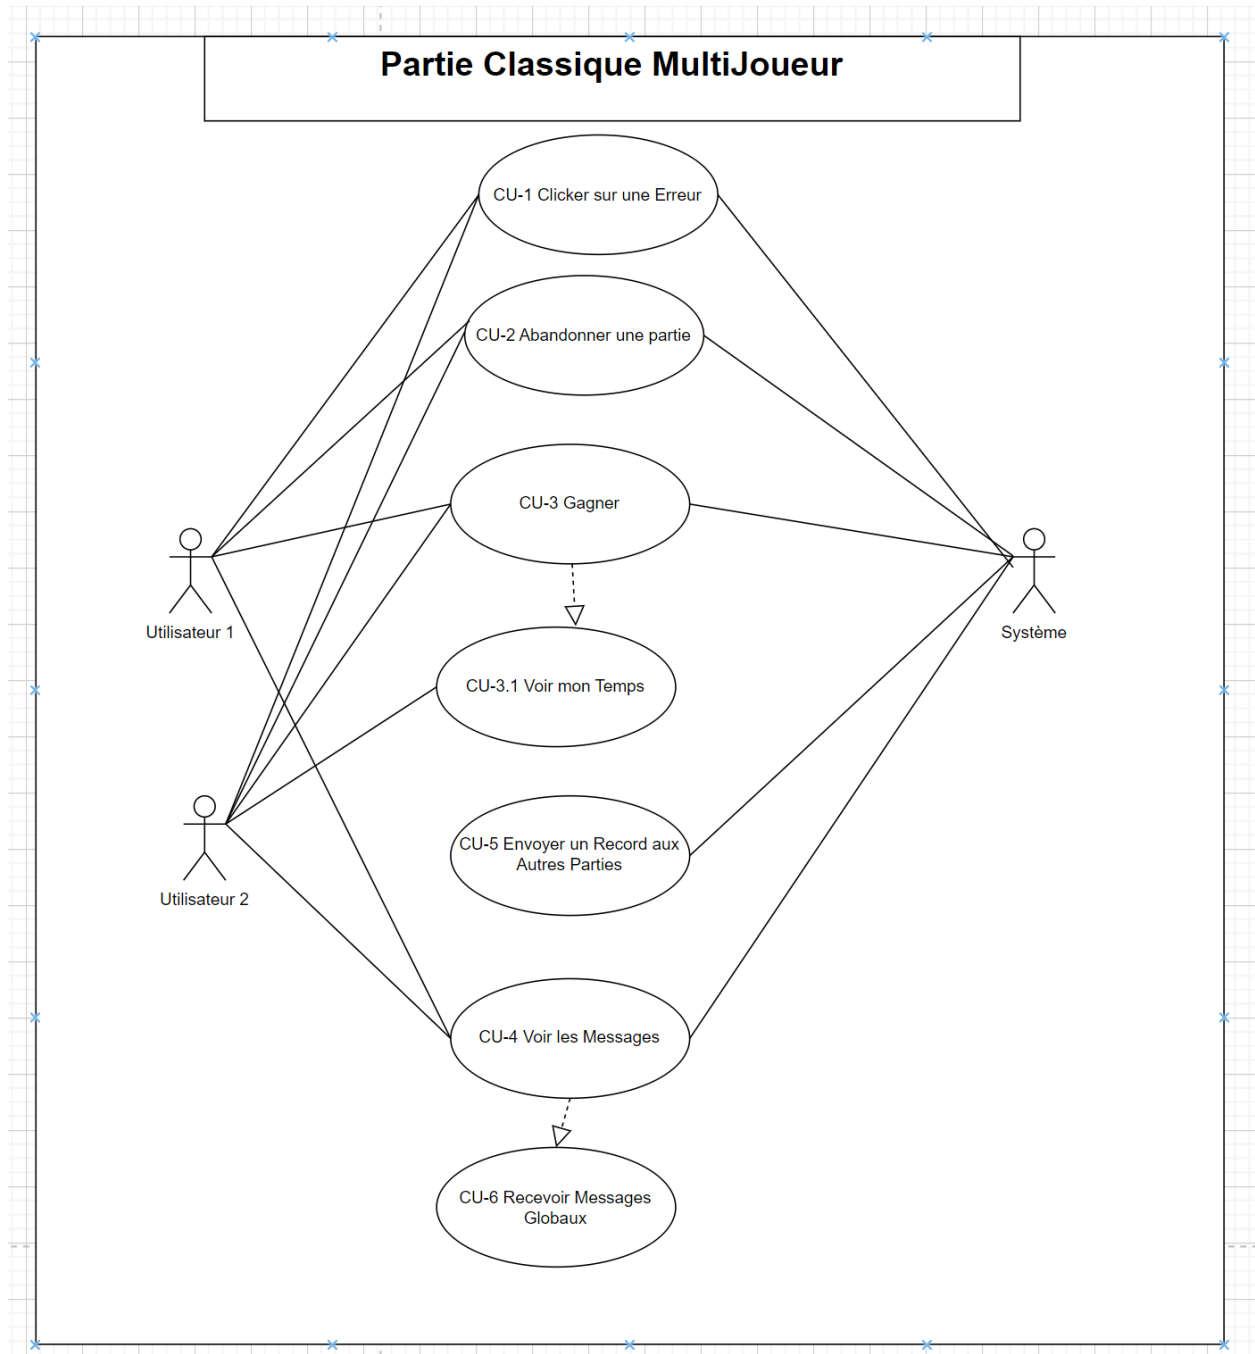 Partie Classique MultiJoueur
CU-1 Clicker sur une Erreur
CU-2 Abandonner une partie
CU-3 Gagner
Utilisateur 1
Système
CU-3.1 Voir mon Temps
CU-5 Envoyer un Record aux
Autres Parties
Utilisateur 2
CU-4 Voir les Messages
CU-6 Recevoir Messages
Globaux